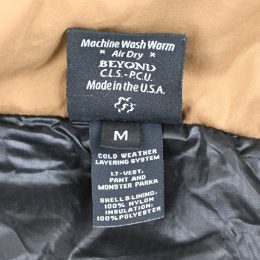 Machine Wash Warm
Air Dry
BEYOND
C.L.S. - P.C.U.
Made in the U.S.A.
M
COLD WEATHER
LAYERING SYSTEM
L7-VEST,
PANT AND
MONSTER PARKA
SHELL & LINING:
100% NYLON
INSULATION:
100% POLYESTER